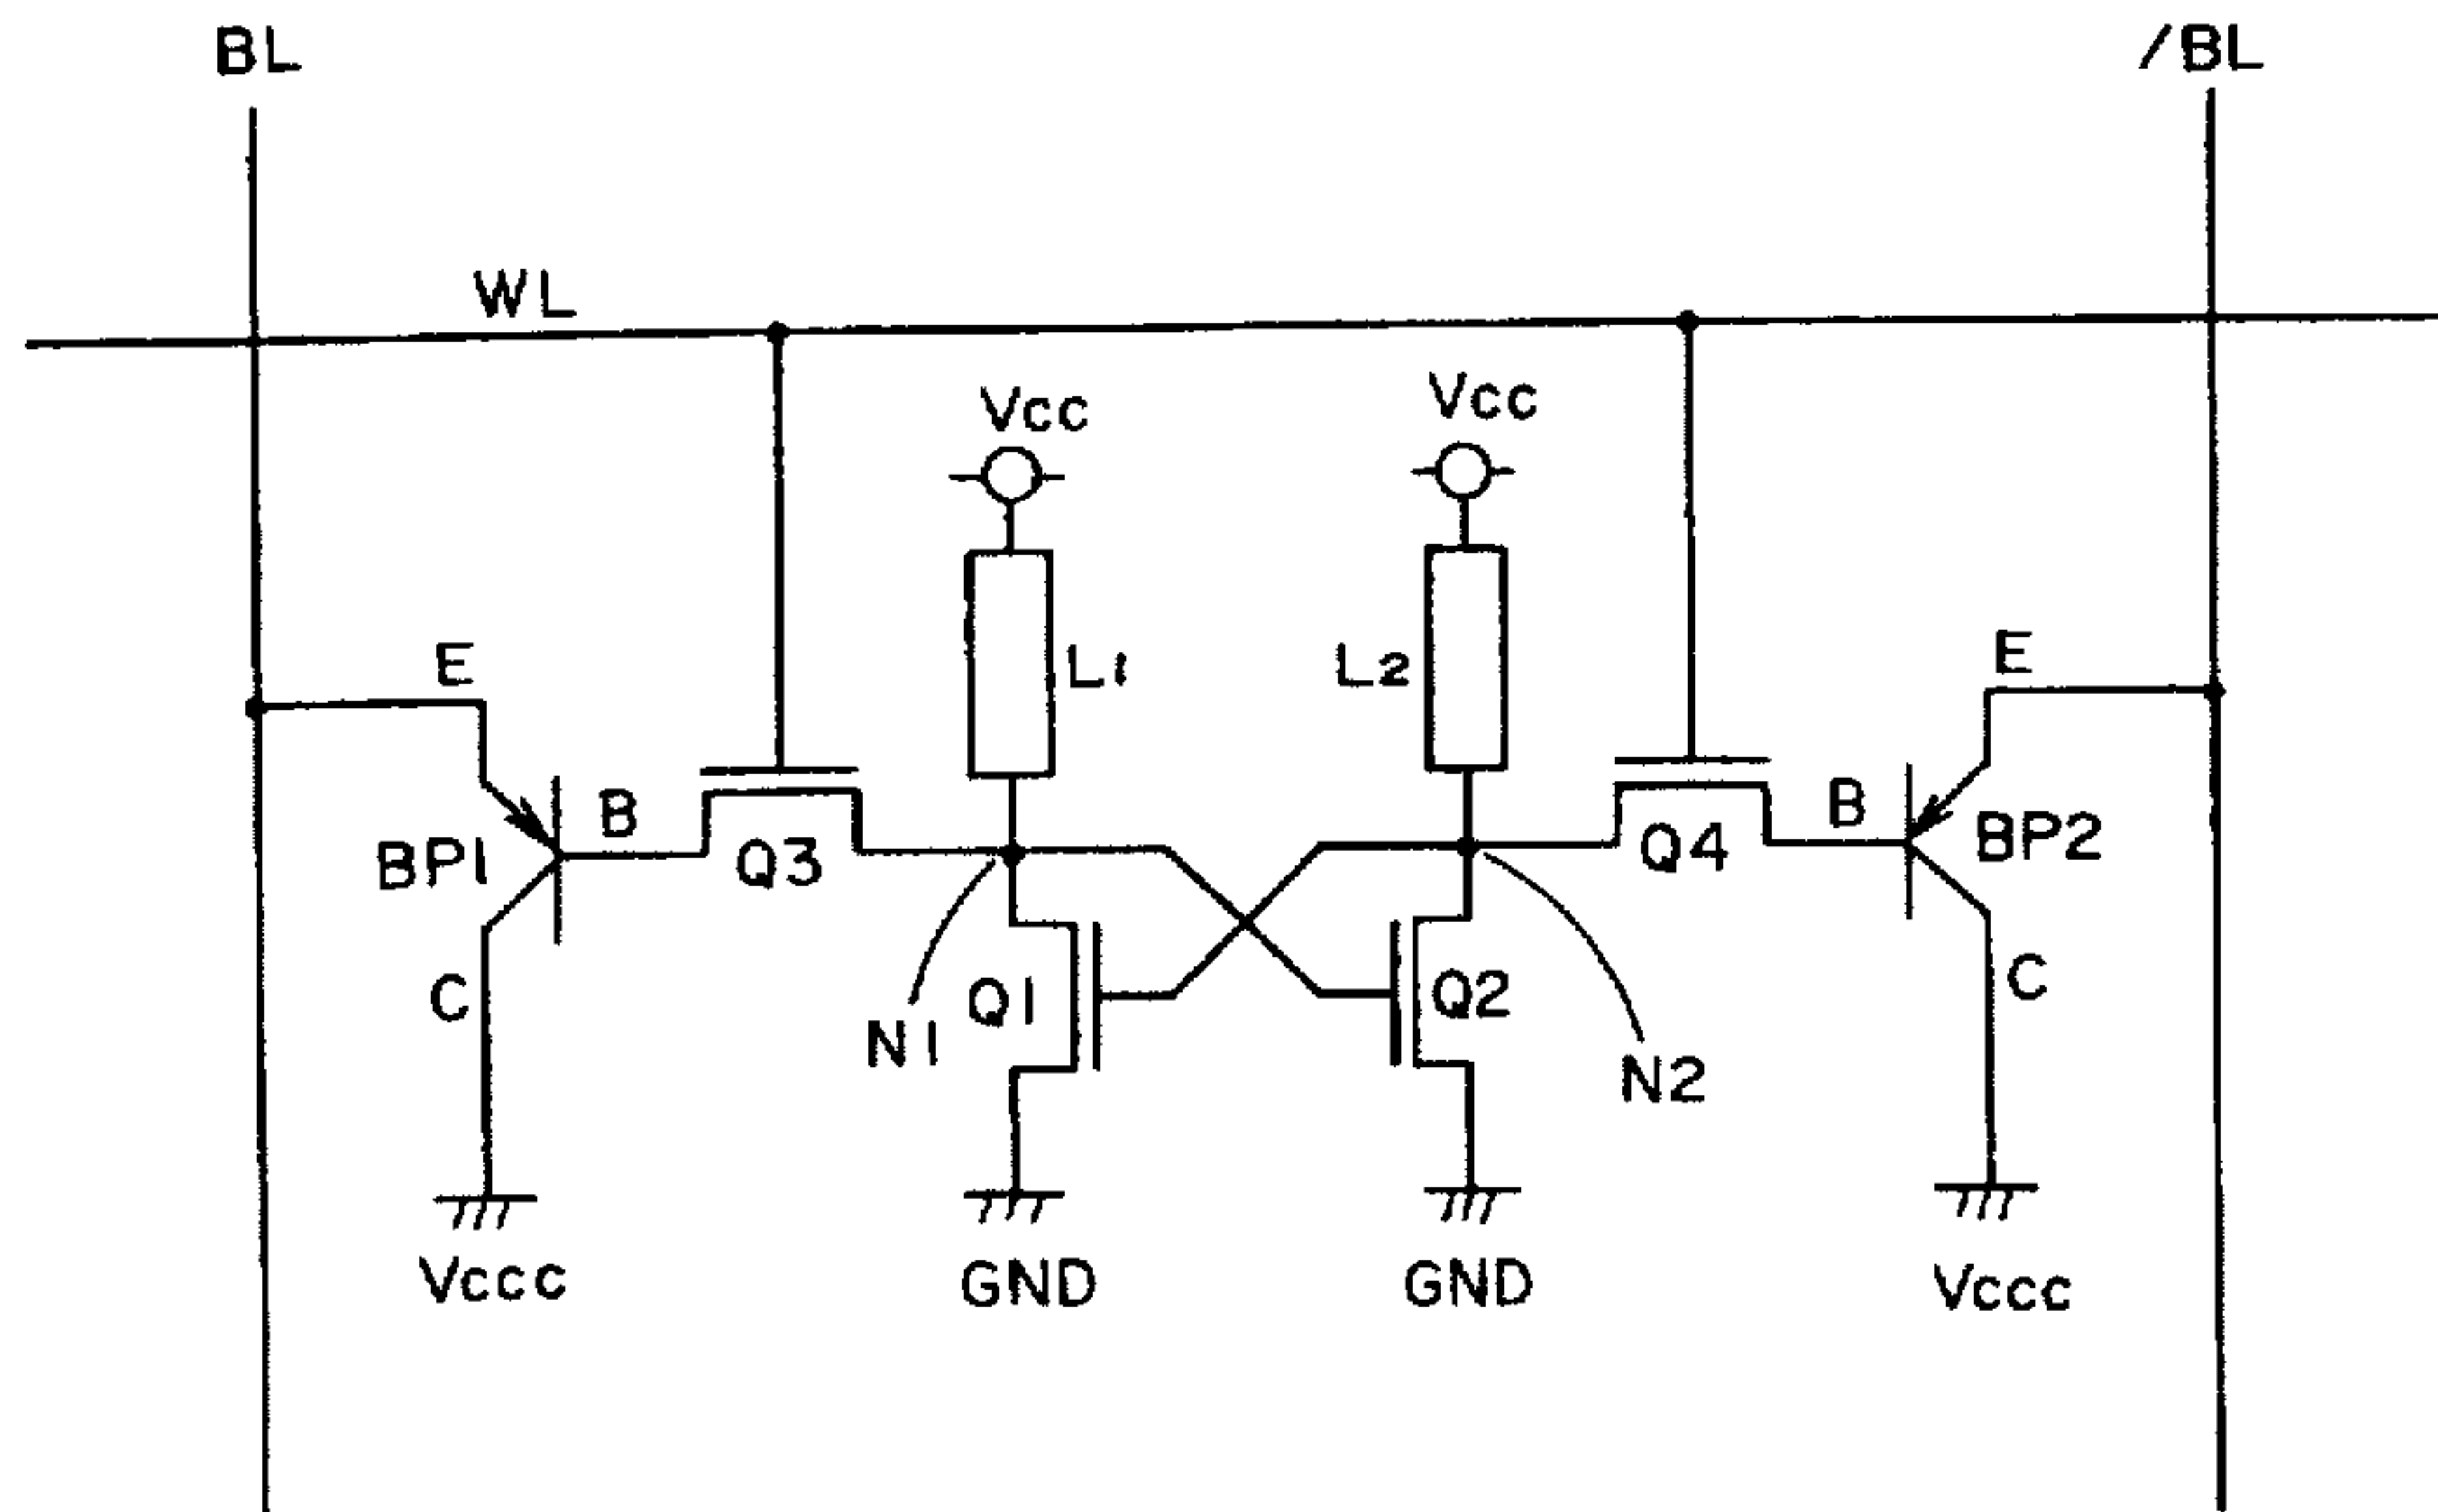 BL
/BL
WL
Vcc
Vcc
E
L1
L2
E
B
BP1
Q3
B
Q4
BP2
C
N1
Q1
Q2
N2
C
Vccc
GND
GND
Vccc